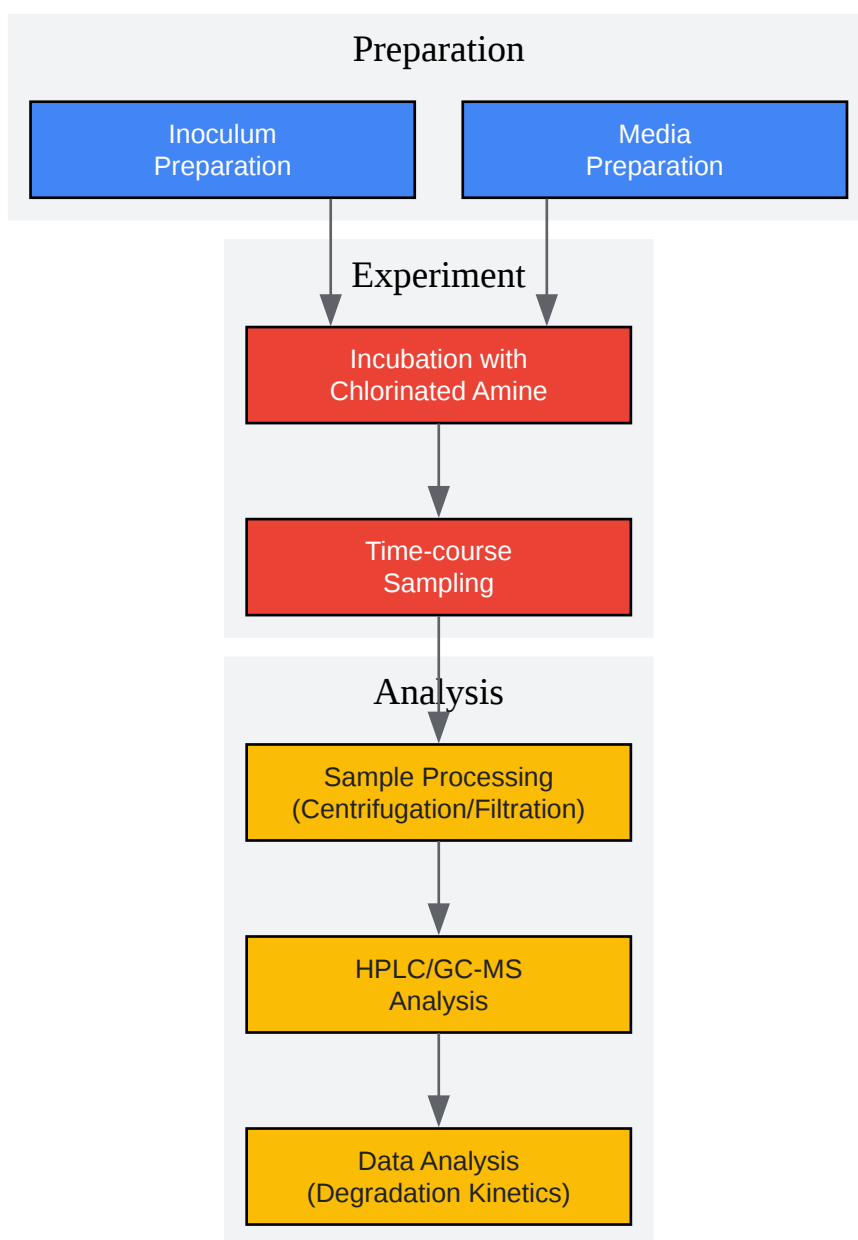 Preparation
Inoculum
Preparation
Media
Preparation
Experiment
Incubation with
Chlorinated Amine
Time-course
Sampling
Analysis
Sample Processing
(Centrifugation/Filtration)
HPLC/GC-MS
Analysis
Data Analysis
(Degradation Kinetics)